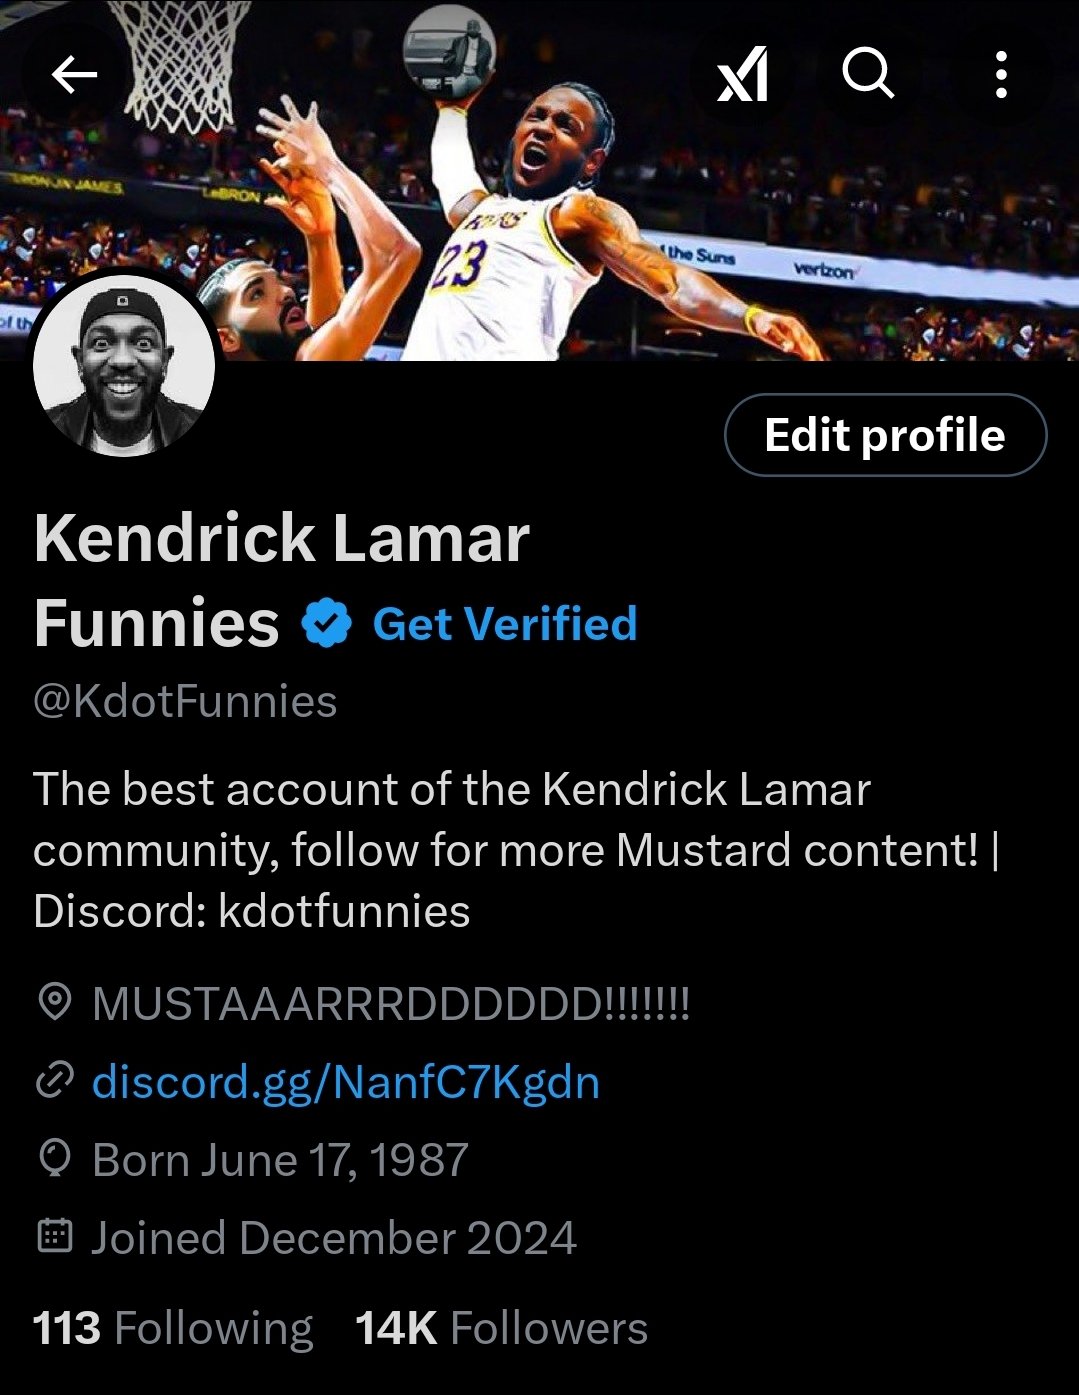 LeBRON
the Suns
verizon
23
Edit profile
Kendrick Lamar
Funnies Get Verified
@KdotFunnies
The best account of the Kendrick Lamar
community, follow for more Mustard content! |
Discord: kdotfunnies
MUSTAAARRRDDDDDD!!!!!!!
discord.gg/NanfC7Kgdn
Born June 17, 1987
Joined December 2024
113 Following 14K Followers